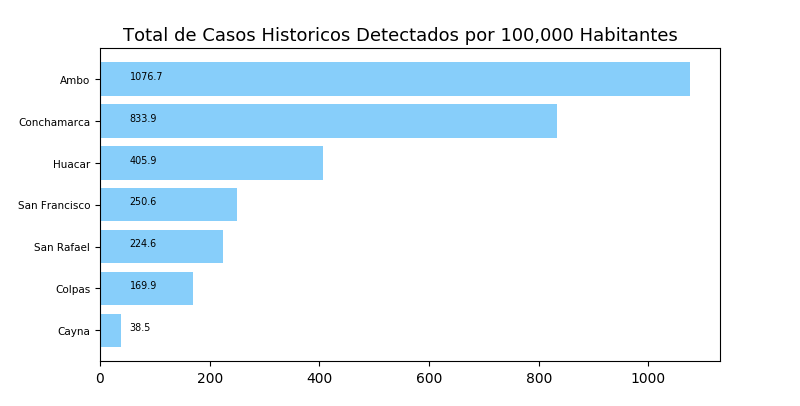 Total de Casos Historicos Detectados por 100,000 Habitantes
Ambo 1076.7
Conchamarca 833.9
Huacar 405.9
San Francisco 250.6
San Rafael 224.6
Colpas 169.9
Cayna 38.5
0 200 400 600 800 1000